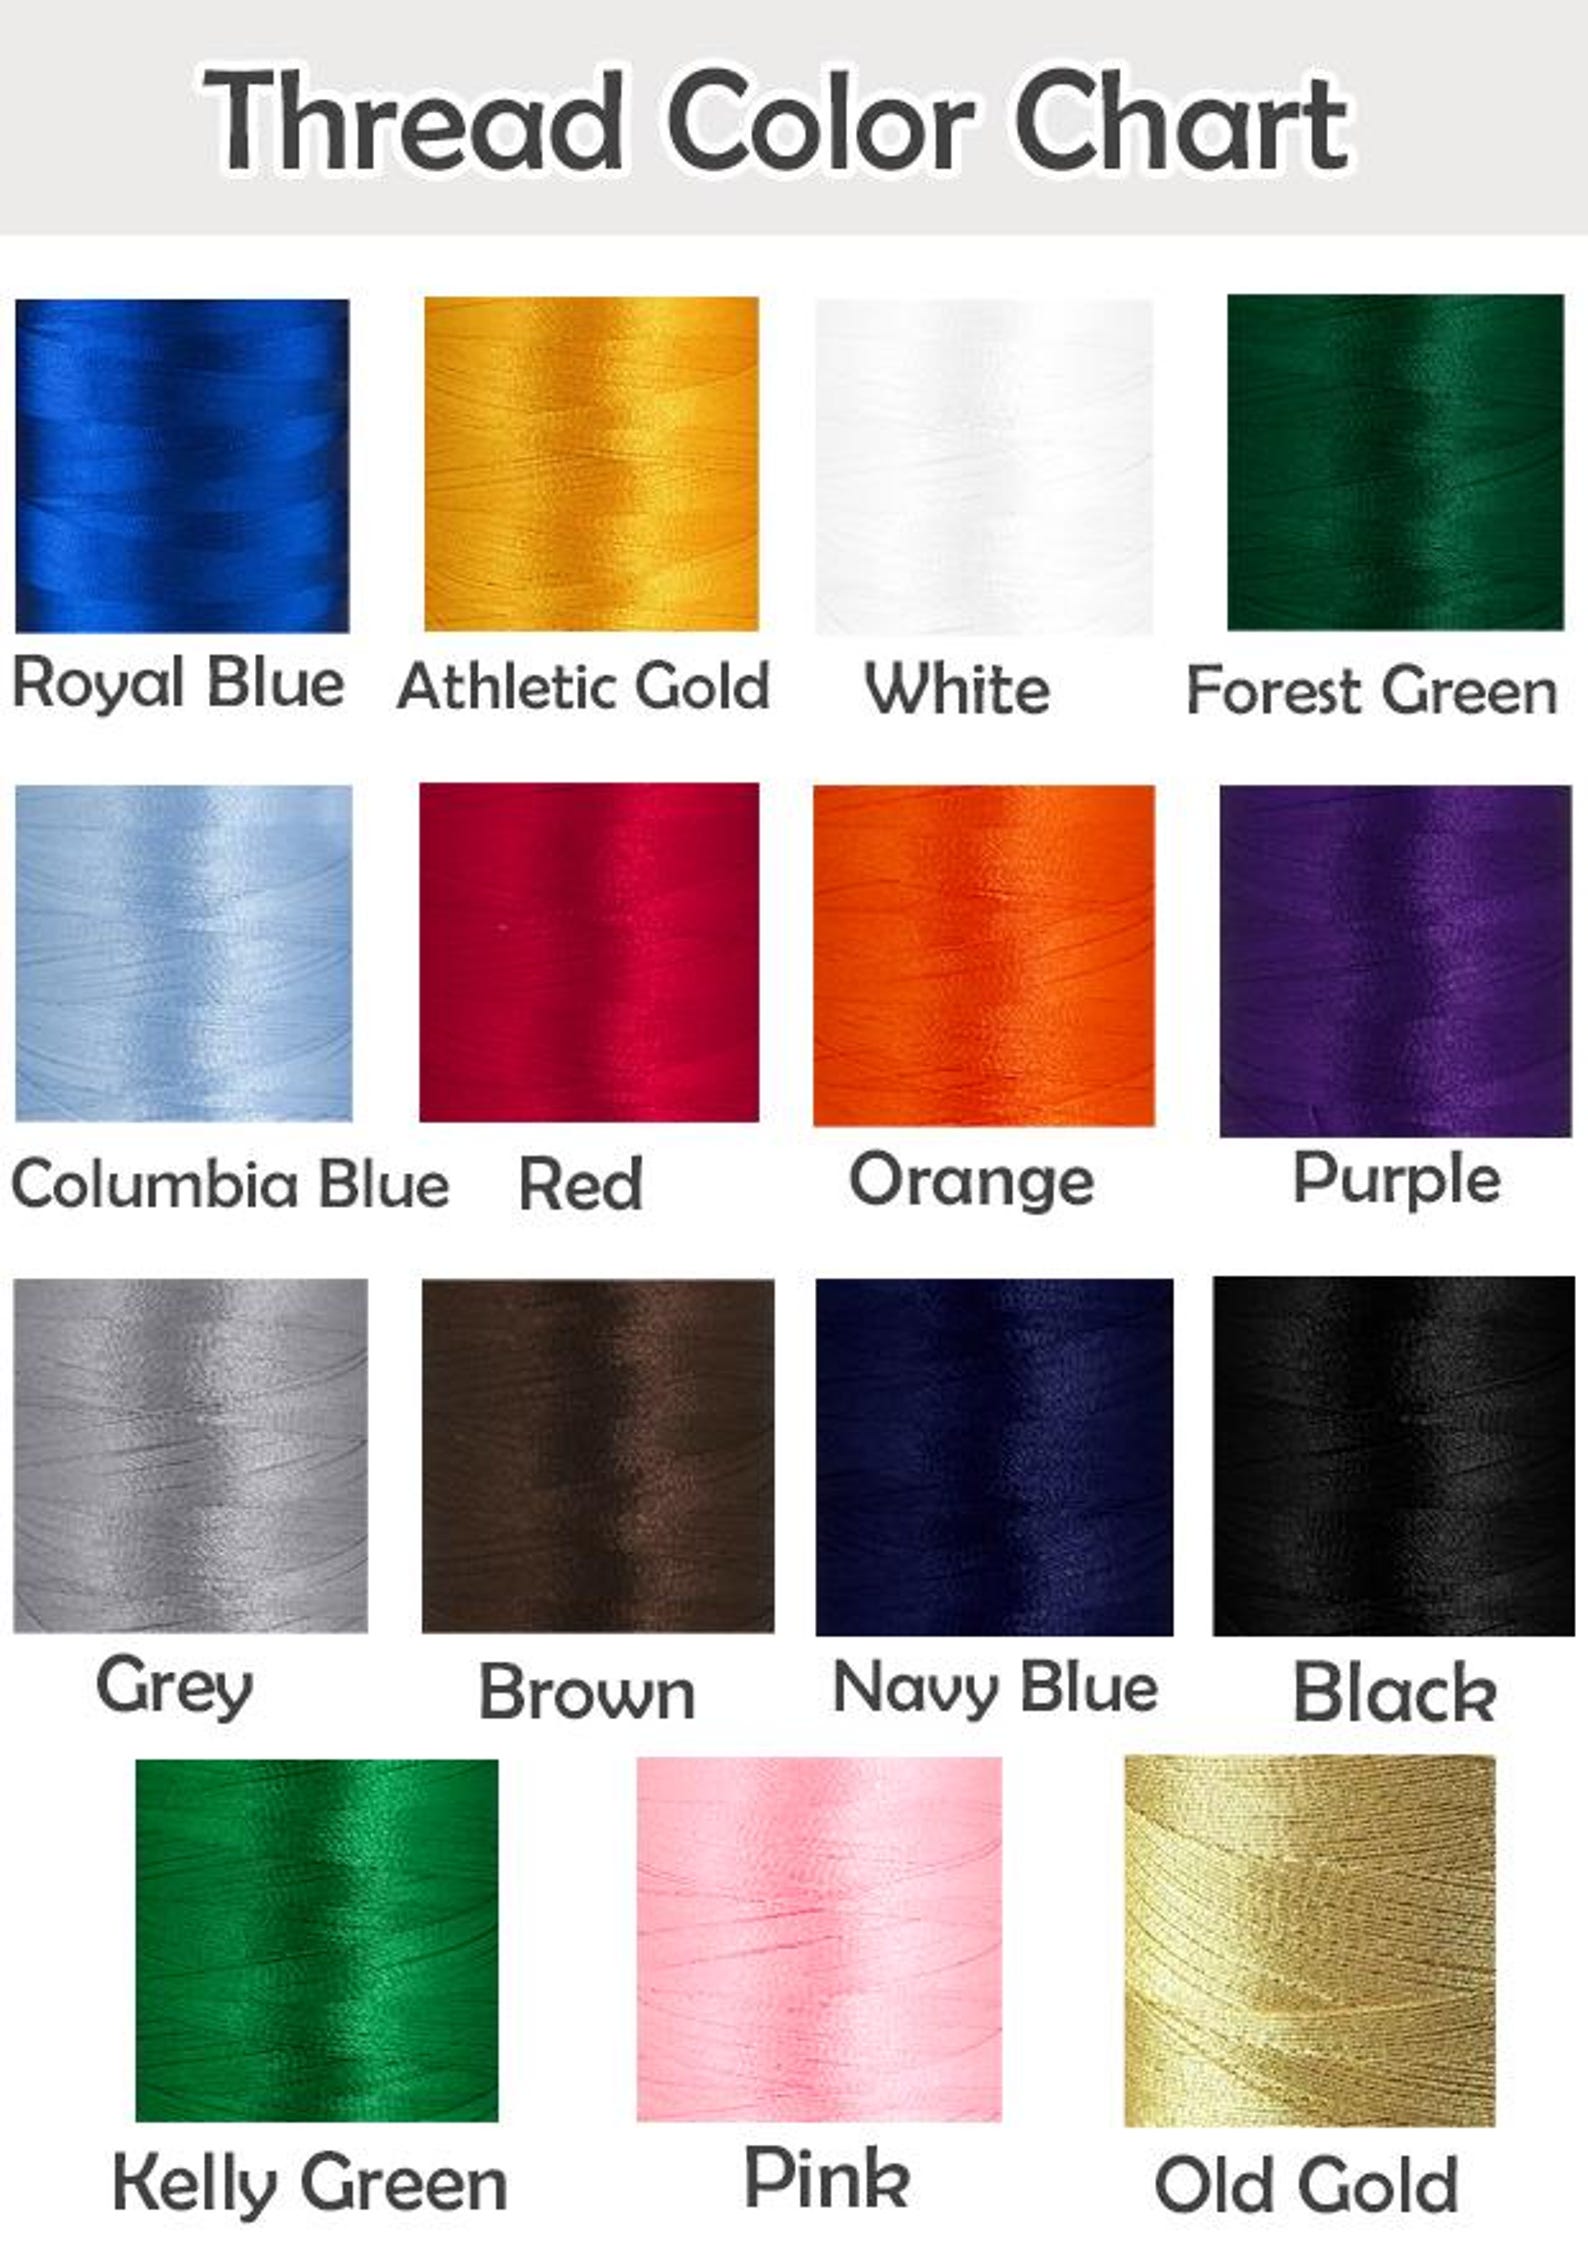 Thread Color Chart
Royal Blue
Athletic Gold
White
Forest Green
Columbia Blue
Red
Orange
Purple
Grey
Brown
Navy Blue
Black
Kelly Green
Pink
Old Gold